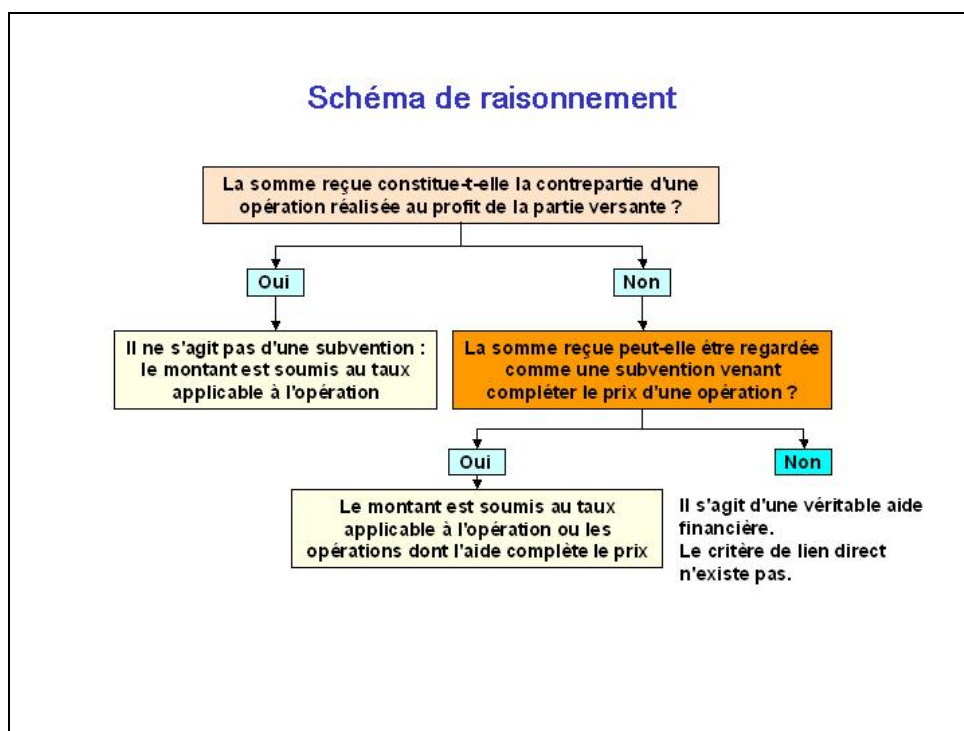 Schéma de raisonnement
La somme reçue constitue-t-elle la contrepartie d'une
opération réalisée au profit de la partie versante ?
Oui
Non
Il ne s'agit pas d'une subvention :
le montant est soumis au taux
applicable à l'opération
La somme reçue peut-elle être regardée
comme une subvention venant
compléter le prix d'une opération ?
Oui
Non
Le montant est soumis au taux
applicable à l'opération ou les
opérations dont l'aide complète le prix
Il s'agit d'une véritable aide
financière.
Le critère de lien direct
n'existe pas.